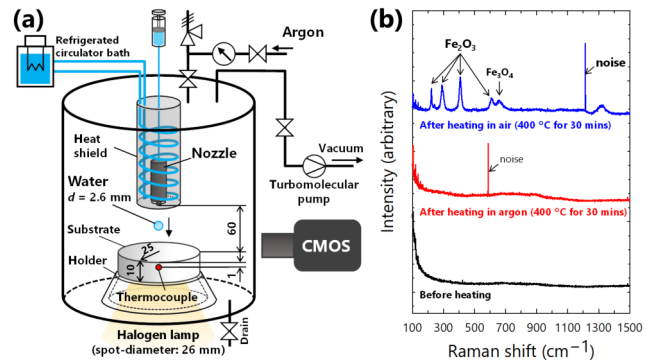 (a)
Refrigerated
circulator bath
Argon
Heat
shield
Nozzle
Vacuum
Turbomolecular
pump
Water
d = 2.6 mm
60
CMOS
Substrate
25
Holder
10
1
Thermocouple
Halogen lamp
(spot-diameter: 26 mm)
Drain
(b)
Intensity (arbitrary)
Fe₂O₃
Fe₃O₄
noise
After heating in air (400 °C for 30 mins)
noise
After heating in argon (400 °C for 30 mins)
Before heating
100 300 500 700 900 1100 1300 1500
Raman shift (cm⁻¹)